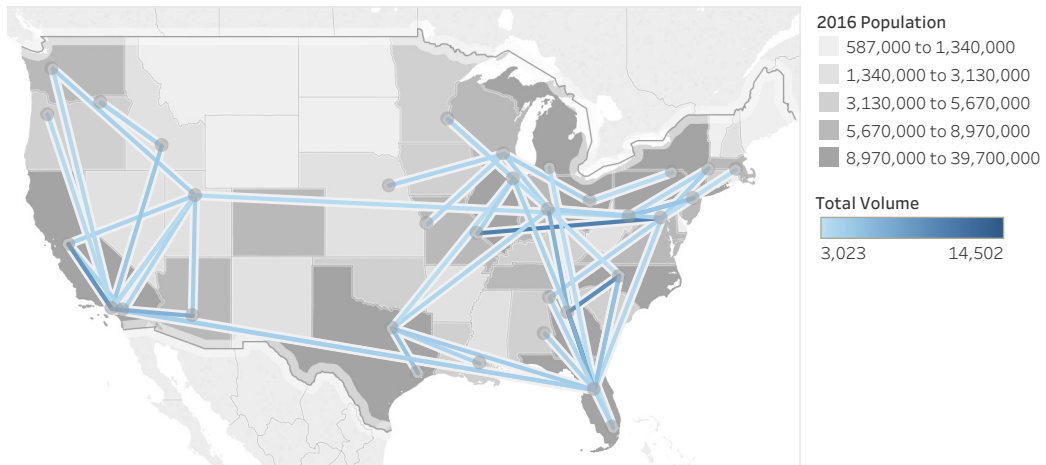 2016 Population
587,000 to 1,340,000
1,340,000 to 3,130,000
3,130,000 to 5,670,000
5,670,000 to 8,970,000
8,970,000 to 39,700,000
Total Volume
3,023 14,502